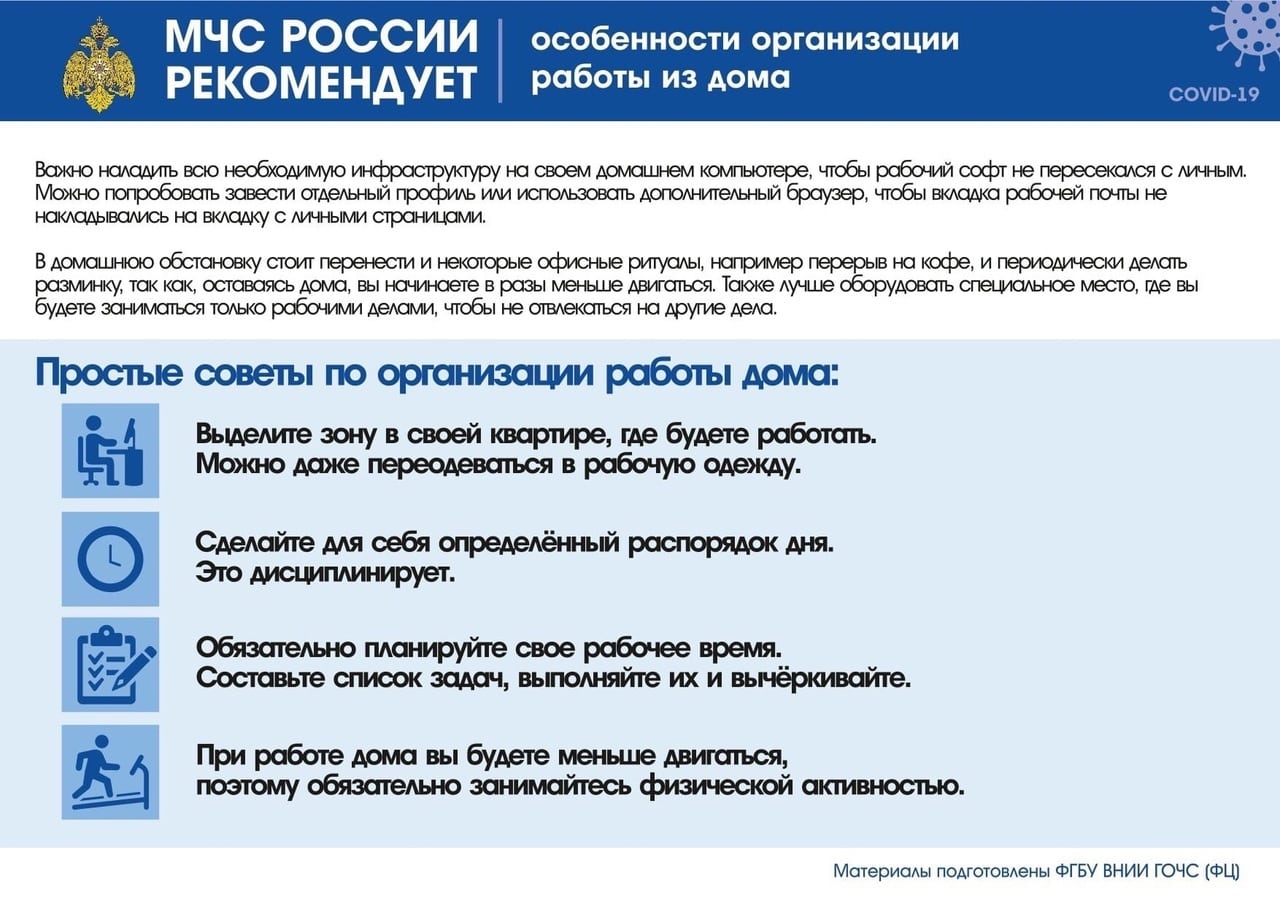 МЧС РОССИИ
РЕКОМЕНДУЕТ
особенности организации
работы из дома
COVID-19
Важно наладить всю необходимую инфраструктуру на своем домашнем компьютере, чтобы рабочий софт не пересекался с личным.
Можно попробовать завести отдельный профиль или использовать дополнительный браузер, чтобы вкладка рабочей почты не
накладывались на вкладку с личными страницами.
В домашнюю обстановку стоит перенести и некоторые офисные ритуалы, например перерыв на кофе, и периодически делать
разминку, так как, оставаясь дома, вы начинаете в разы меньше двигаться. Также лучше оборудовать специальное место, где вы
будете заниматься только рабочими делами, чтобы не отвлекаться на другие дела.
Простые советы по организации работы дома:
Выделите зону в своей квартире, где будете работать.
Можно даже переодеваться в рабочую одежду.
Сделайте для себя определённый распорядок дня.
Это дисциплинирует.
Обязательно планируйте свое рабочее время.
Составьте список задач, выполняйте их и вычёркивайте.
При работе дома вы будете меньше двигаться,
поэтому обязательно занимайтесь физической активностью.
Материалы подготовлены ФГБУ ВНИИ ГОЧС (ФЦ)